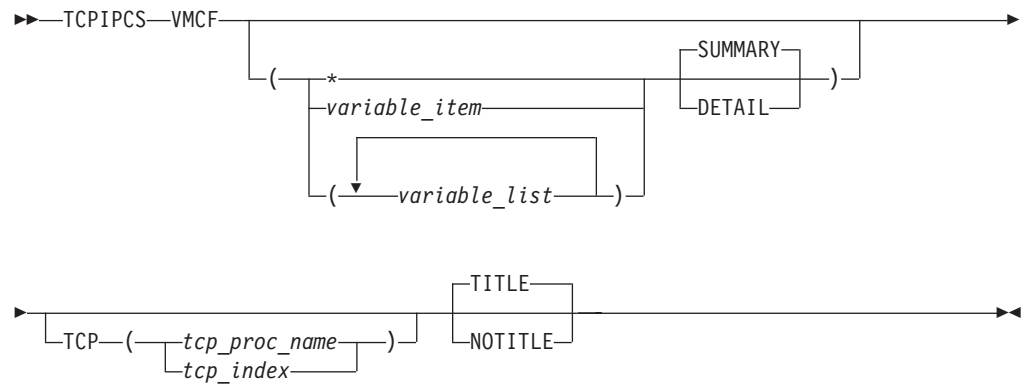 TCPIPCS VMCF
( * SUMMARY )
variable_item DETAIL
( variable_list )
TITLE
TCP ( tcp_proc_name ) NOTITLE
tcp_index